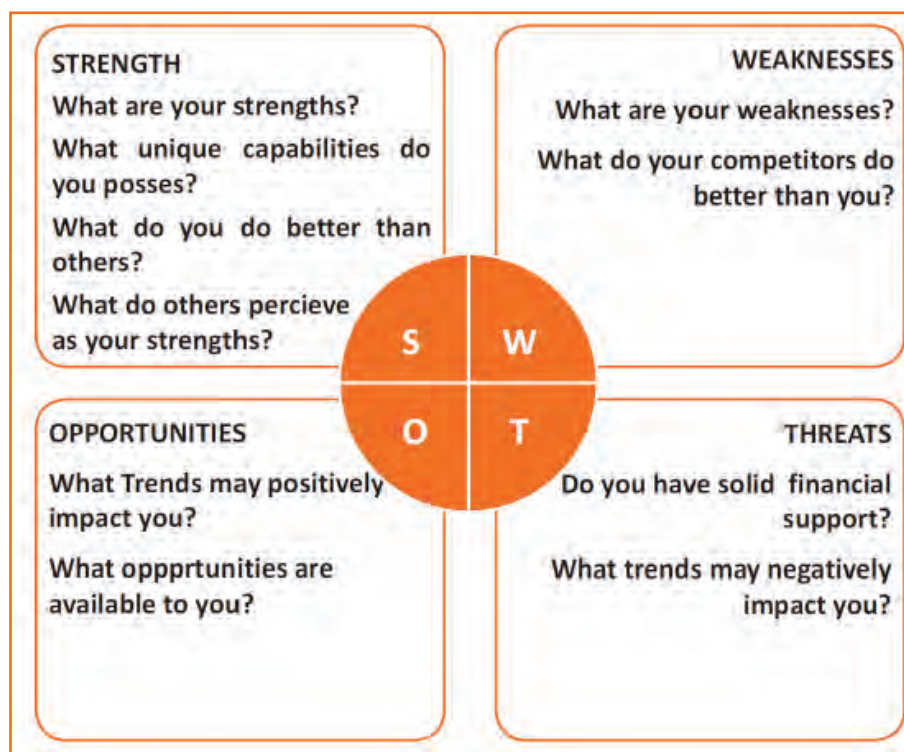 STRENGTH
What are your strengths?
What unique capabilities do
you posses?
What do you do better than
others?
What do others percieve
as your strengths?
WEAKNESSES
What are your weaknesses?
What do your competitors do
better than you?
S
W
O
T
OPPORTUNITIES
What Trends may positively
impact you?
What oppprtunities are
available to you?
THREATS
Do you have solid financial
support?
What trends may negatively
impact you?